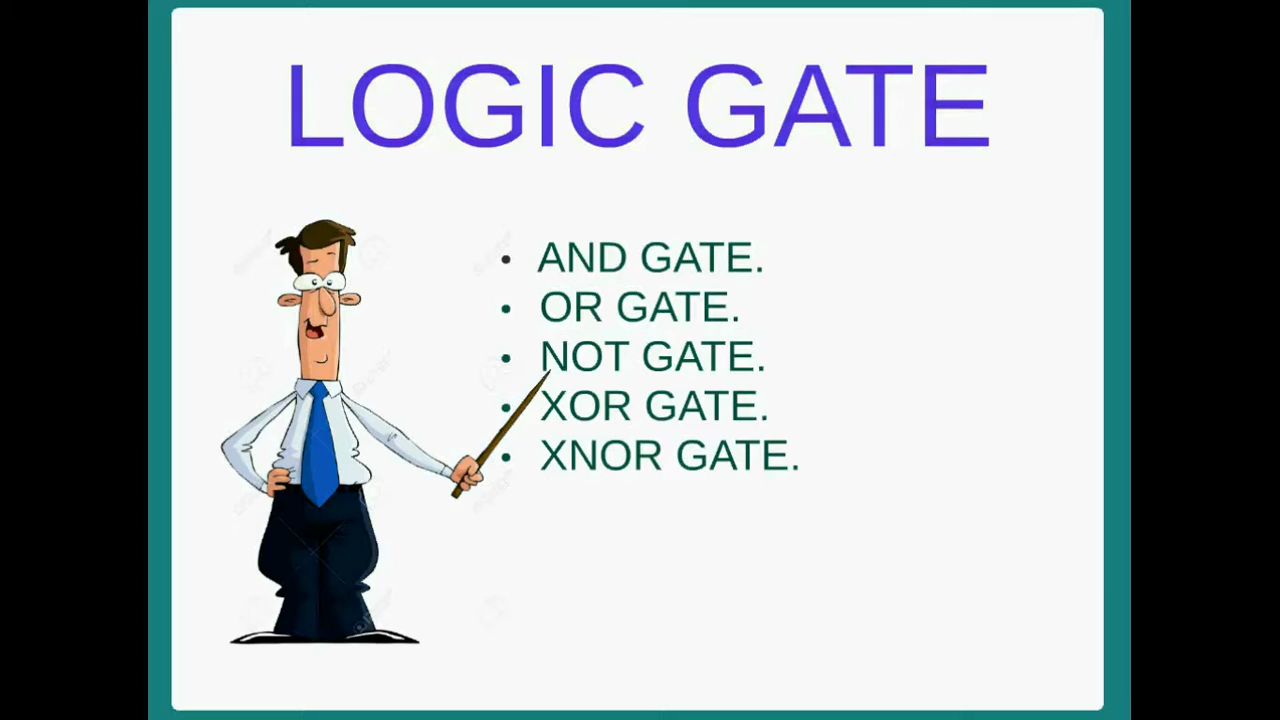 LOGIC GATE
• AND GATE.
• OR GATE.
• NOT GATE.
• XOR GATE.
• XNOR GATE.